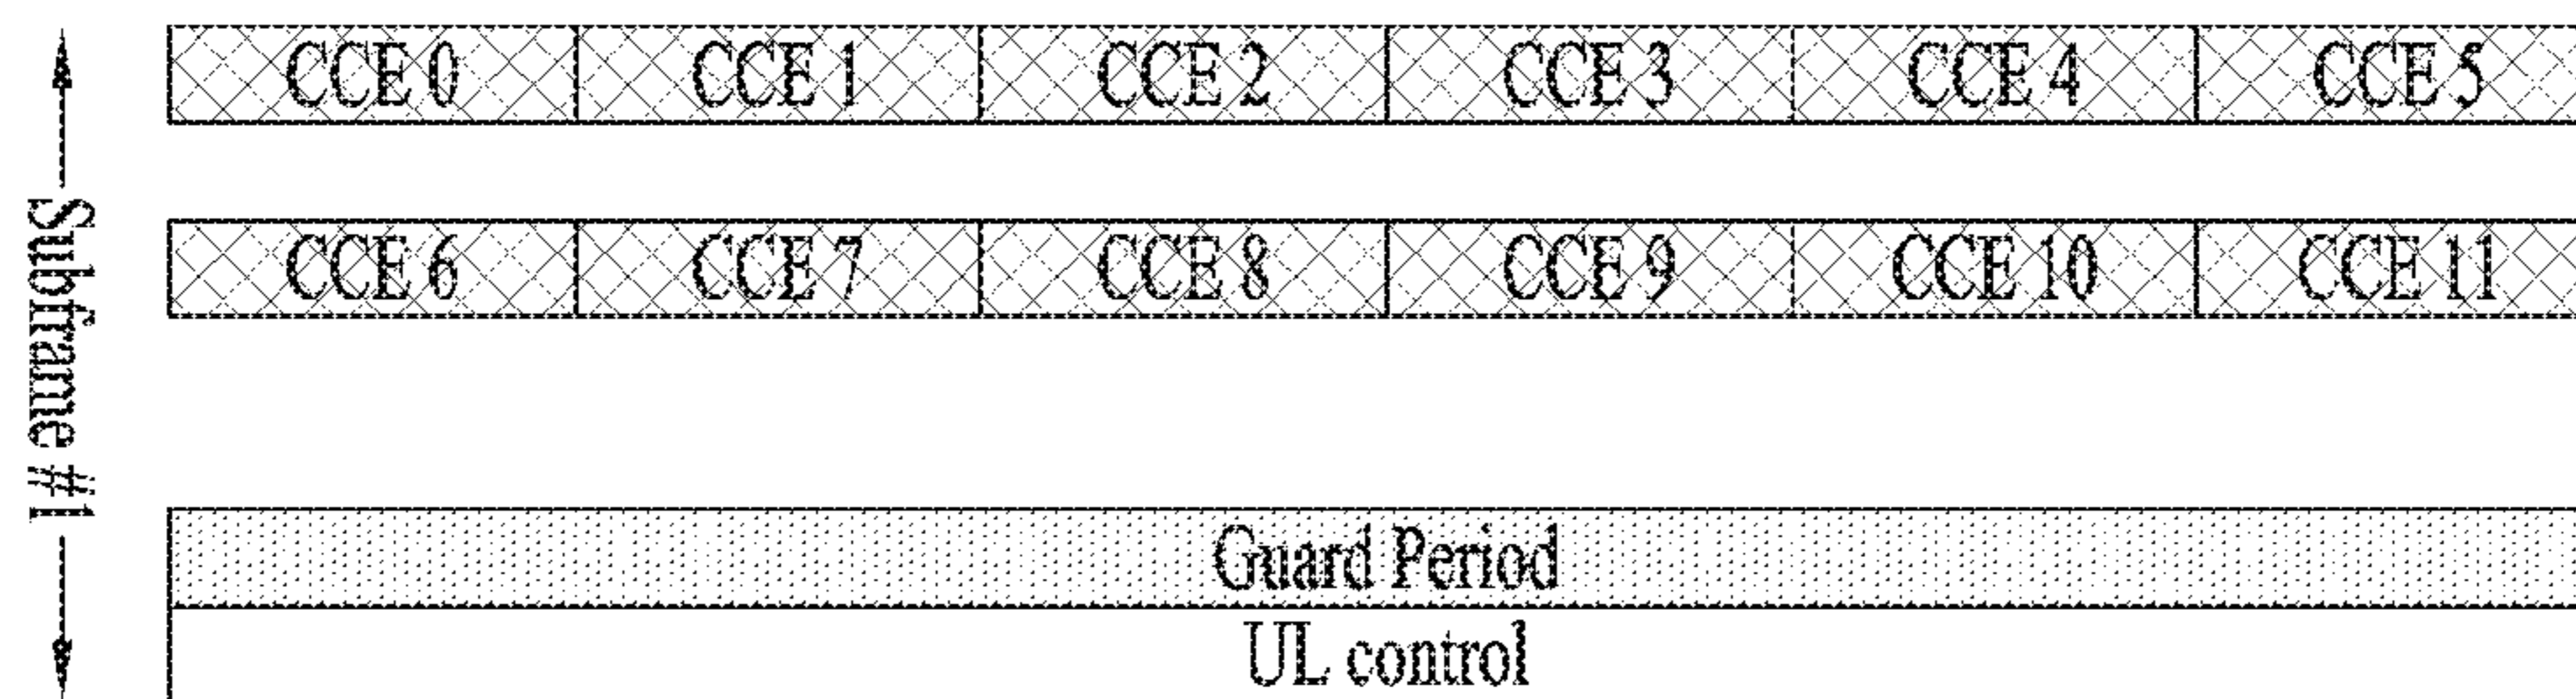 CCE 0 CCE 1 CCE 2 CCE 3 CCE 4 CCE 5
CCE 6 CCE 7 CCE 8 CCE 9 CCE 10 CCE 11
Subframe #1
Guard Period
UL control